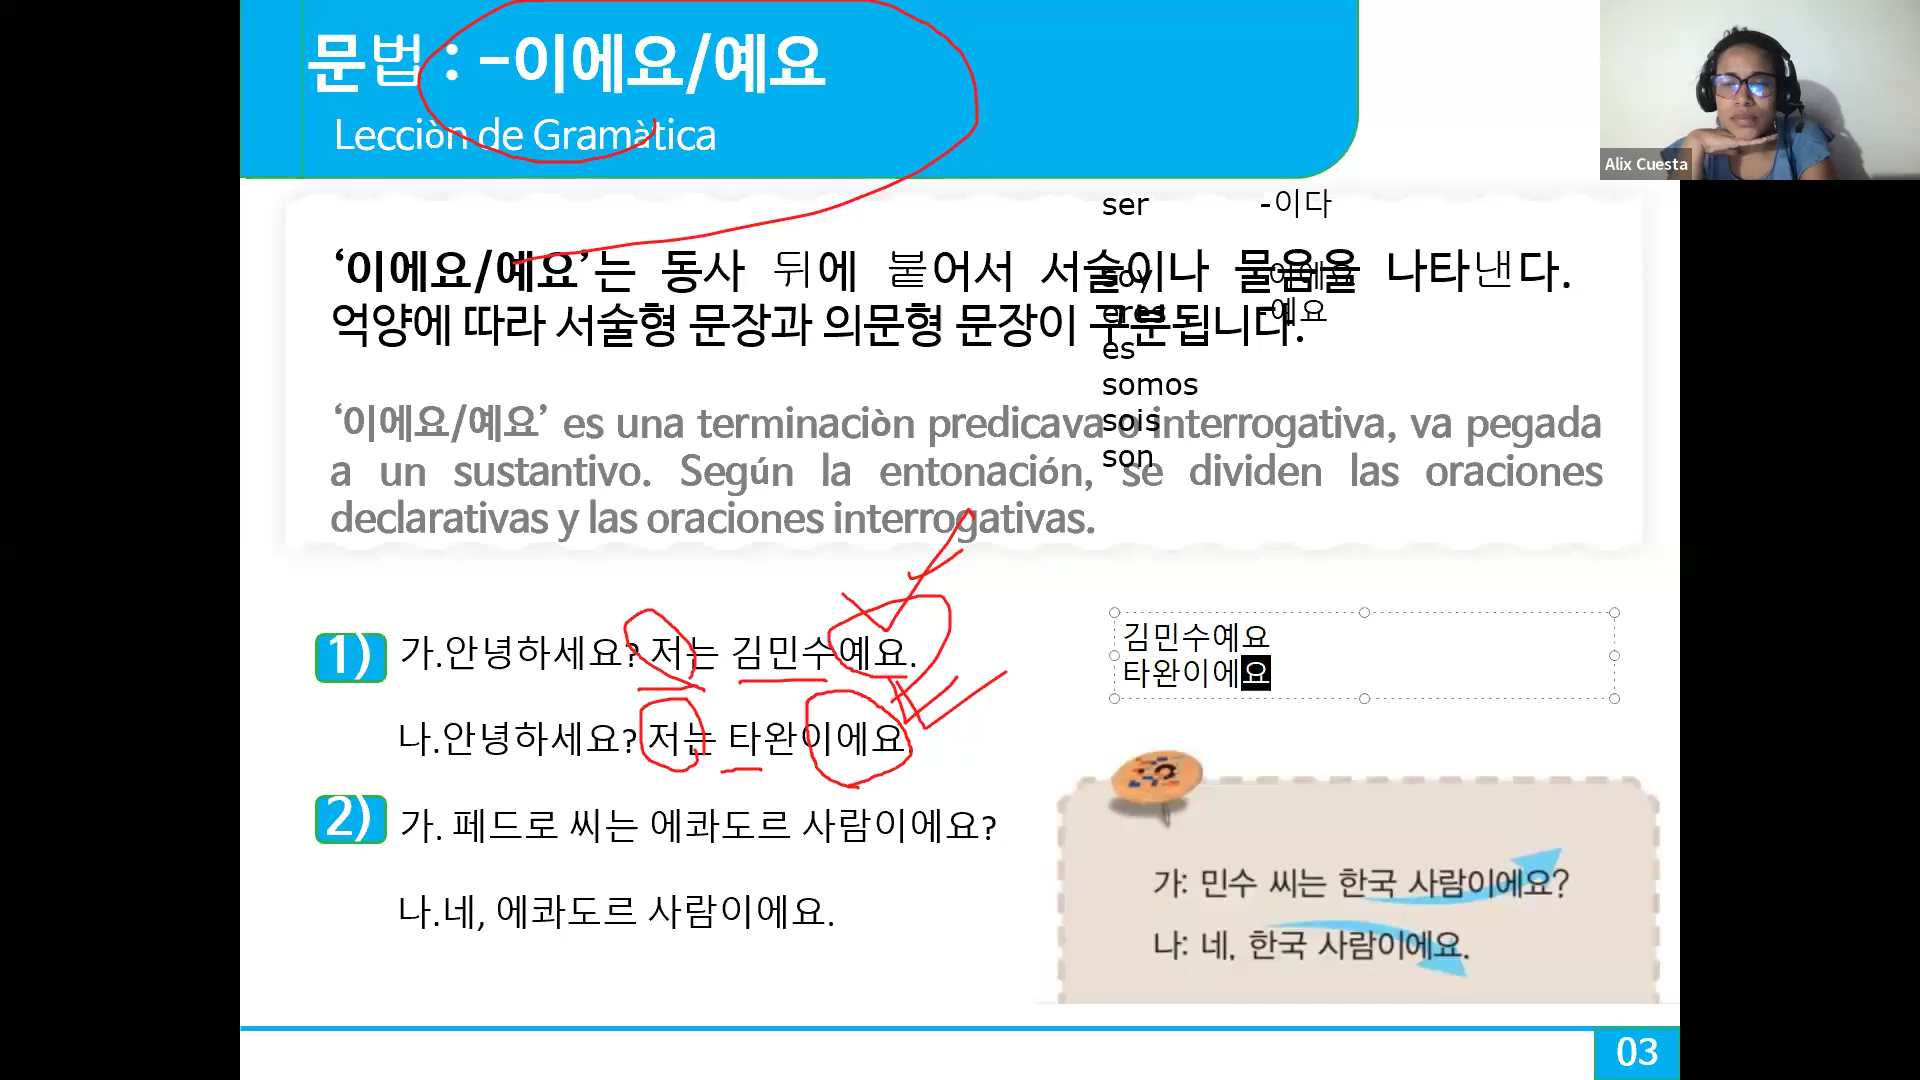 문법 : -이에요/예요
Lecciòn de Gramàtica
Alix Cuesta
ser -이다
‘이에요/예요’는 동사 뒤에 붙어서 서술이나 물음을 나타낸다.
억양에 따라 서술형 문장과 의문형 문장이 구분됩니다.
soy -이에요
eres -예요
es
somos
sois
son
‘이에요/예요’ es una terminaciòn predicava o interrogativa, va pegada
a un sustantivo. Según la entonación, se dividen las oraciones
declarativas y las oraciones interrogativas.
1) 가.안녕하세요? 저는 김민수예요.
나.안녕하세요? 저는 타완이에요.
김민수예요
타완이에요
2) 가. 페드로 씨는 에콰도르 사람이에요?
나.네, 에콰도르 사람이에요.
가: 민수 씨는 한국 사람이에요?
나: 네, 한국 사람이에요.
03